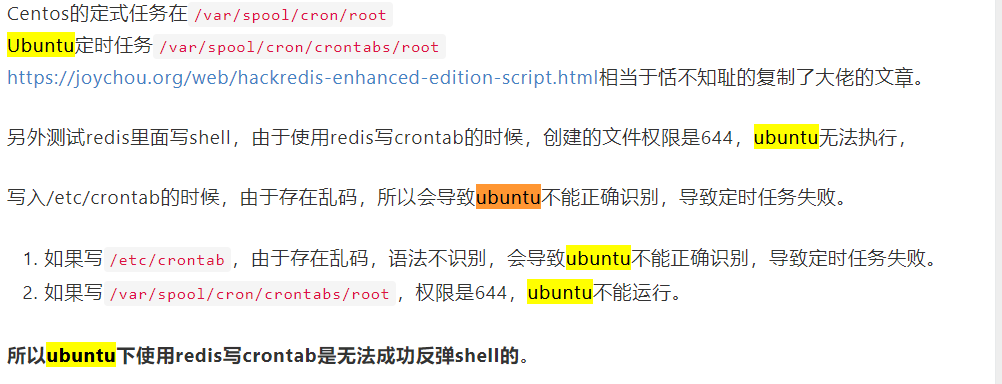 Centos的定式任务在/var/spool/cron/root
Ubuntu定时任务/var/spool/cron/crontabs/root
https://joychou.org/web/hackredis-enhanced-edition-script.html相当于恬不知耻的复制了大佬的文章。
另外测试redis里面写shell，由于使用redis写crontab的时候，创建的文件权限是644，ubuntu无法执行，
写入/etc/crontab的时候，由于存在乱码，所以会导致ubuntu不能正确识别，导致定时任务失败。
1. 如果写/etc/crontab，由于存在乱码，语法不识别，会导致ubuntu不能正确识别，导致定时任务失败。
2. 如果写/var/spool/cron/crontabs/root，权限是644，ubuntu不能运行。
所以ubuntu下使用redis写crontab是无法成功反弹shell的。